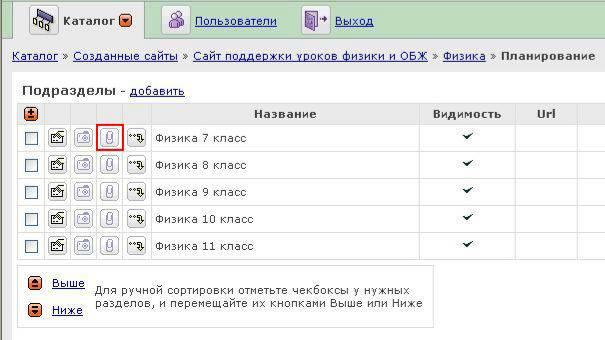 Каталог Пользователи Выход
Каталог » Созданные сайты » Сайт поддержки уроков физики и ОБЖ » Физика » Планирование
Подразделы - добавить
Название Видимость Url
Физика 7 класс
Физика 8 класс
Физика 9 класс
Физика 10 класс
Физика 11 класс
Выше
Ниже
Для ручной сортировки отметьте чекбоксы у нужных
разделов, и перемещайте их кнопками Выше или Ниже